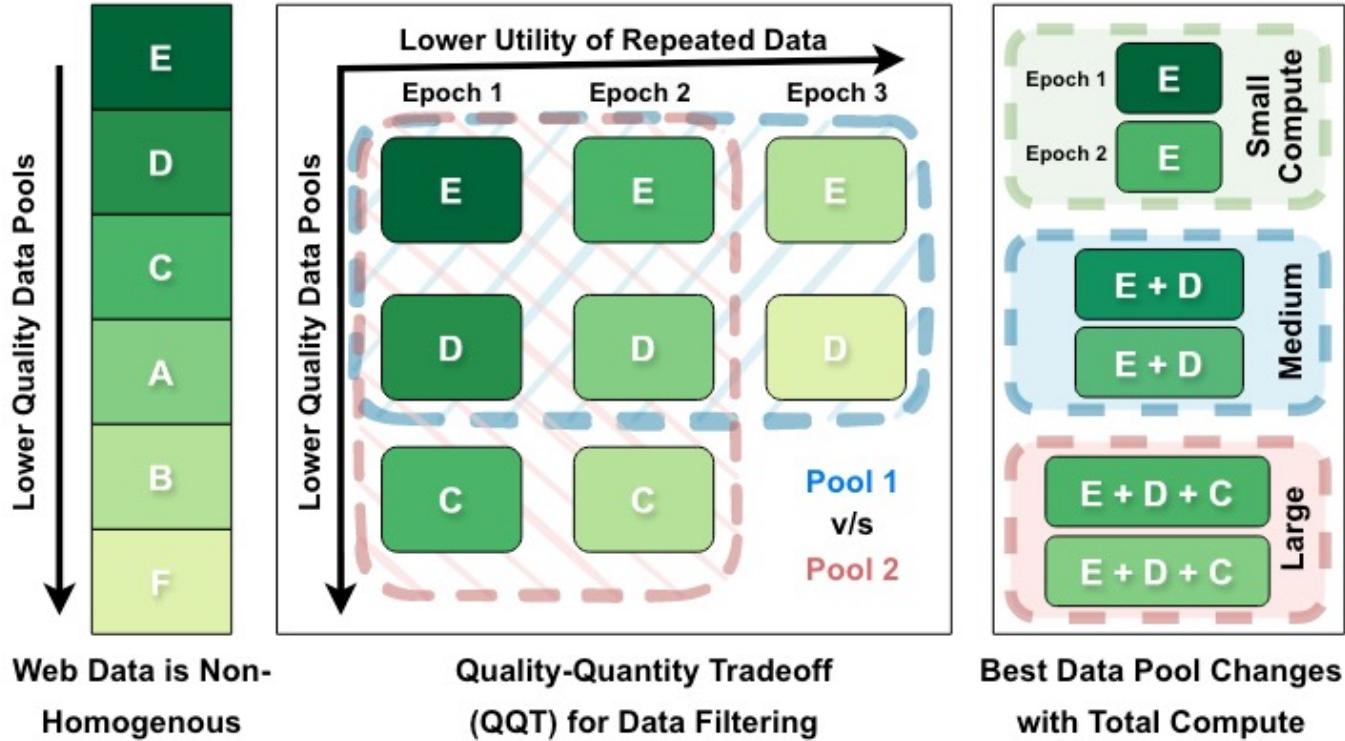 Lower Quality Data Pools
E
D
C
A
B
F
Web Data is Non-
Homogenous
Lower Utility of Repeated Data
Lower Quality Data Pools
Epoch 1 Epoch 2 Epoch 3
E E E
D D D
C C
Pool 1
v/s
Pool 2
Quality-Quantity Tradeoff
(QQT) for Data Filtering
Epoch 1 E
Epoch 2 E
Small
Compute
E + D
E + D
Medium
E + D + C
E + D + C
Large
Best Data Pool Changes
with Total Compute